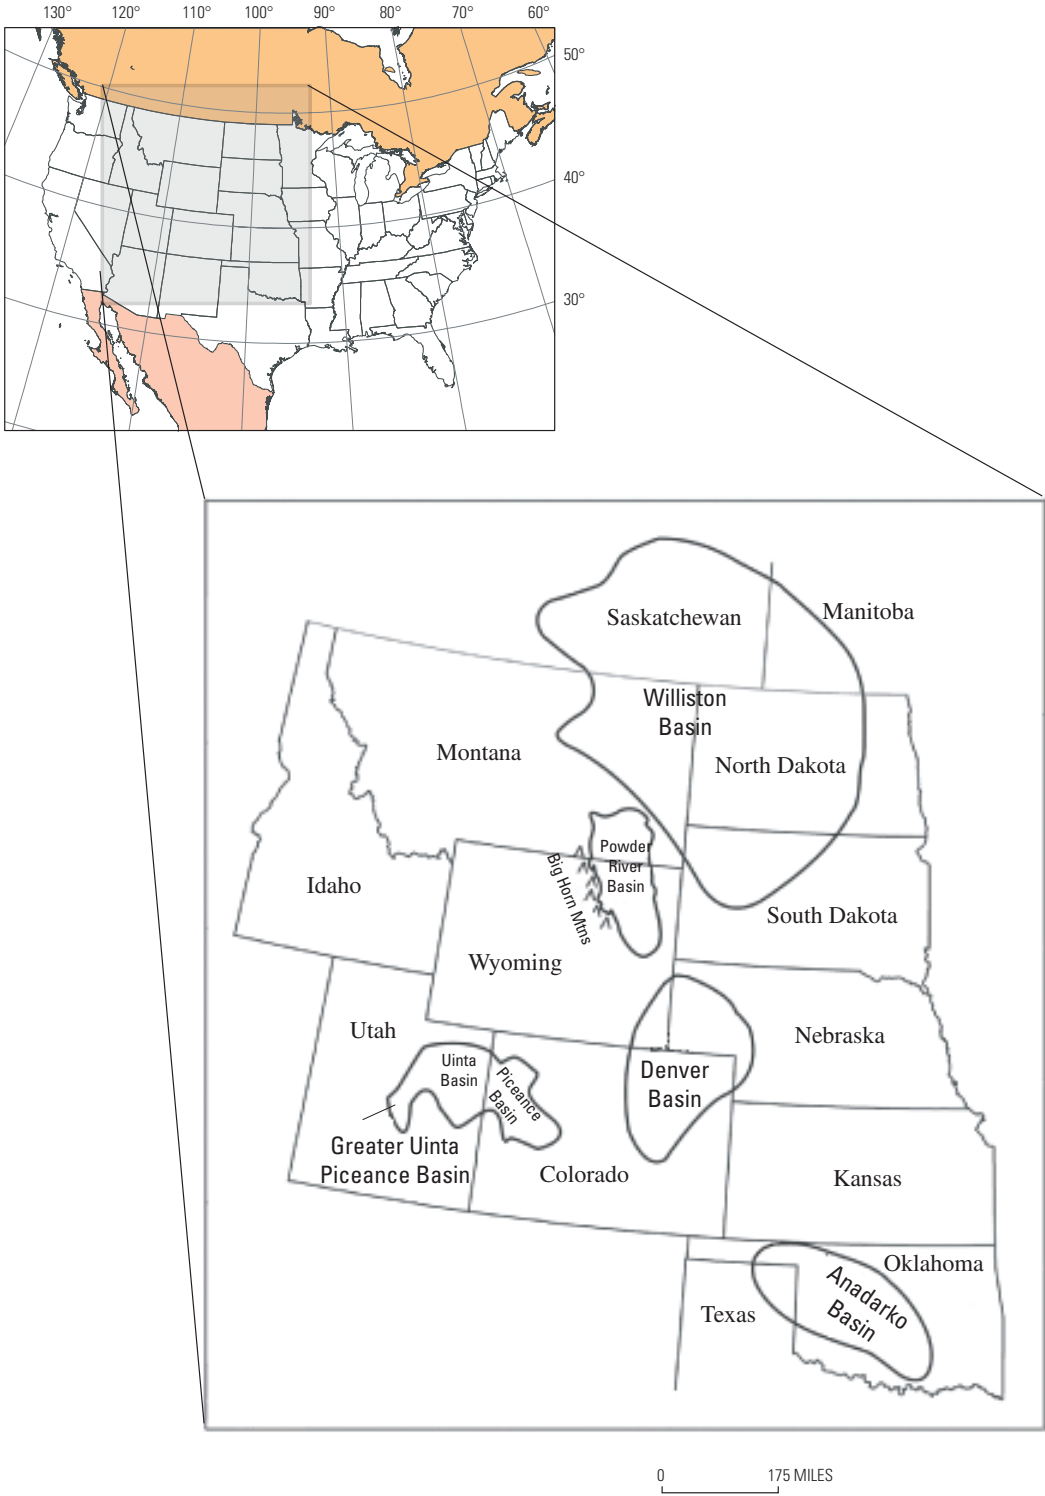 130°
120°
110°
100°
90°
80°
70°
60°
50°
40°
30°
Saskatchewan
Manitoba
Williston
Basin
Montana
North Dakota
Powder
River
Basin
Big Horn Mtns
Idaho
South Dakota
Wyoming
Utah
Nebraska
Uinta
Basin
Piceance
Basin
Denver
Basin
Greater Uinta
Piceance Basin
Colorado
Kansas
Oklahoma
Anadarko
Basin
Texas
0
175 MILES